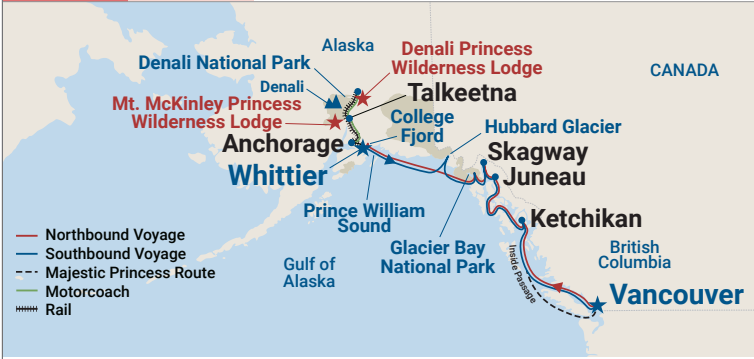 Alaska
Denali Princess
Wilderness Lodge
Denali National Park
CANADA
Denali
Talkeetna
Mt. McKinley Princess
Wilderness Lodge
College
Fjord
Hubbard Glacier
Anchorage
Skagway
Whittier
Juneau
Prince William
Sound
Ketchikan
Glacier Bay
National Park
Northbound Voyage
Southbound Voyage
Majestic Princess Route
Motorcoach
Rail
Gulf of
Alaska
Inside Passage
British
Columbia
Vancouver